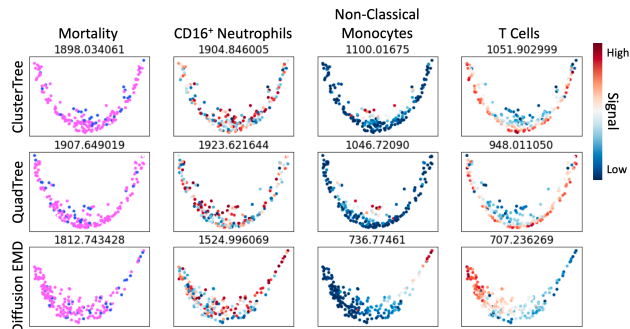 Mortality CD16⁺ Neutrophils Non-Classical Monocytes T Cells
1898.034061 1904.846005 1100.01675 1051.902999
ClusterTree
High
Signal
Low
1907.649019 1923.621644 1046.72090 948.011050
QuadTree
1812.743428 1524.996069 736.77461 707.236269
Diffusion EMD